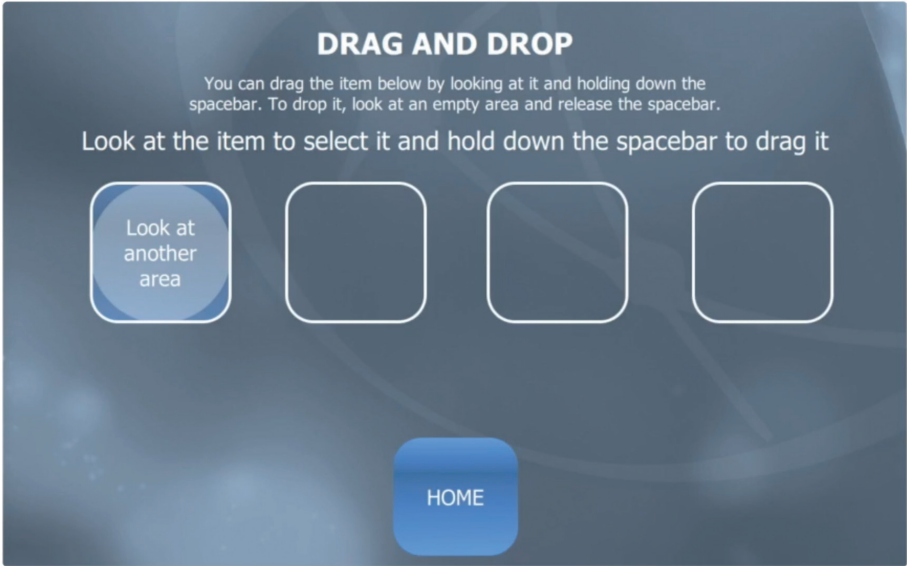 DRAG AND DROP
You can drag the item below by looking at it and holding down the
spacebar. To drop it, look at an empty area and release the spacebar.
Look at the item to select it and hold down the spacebar to drag it
Look at
another
area
HOME